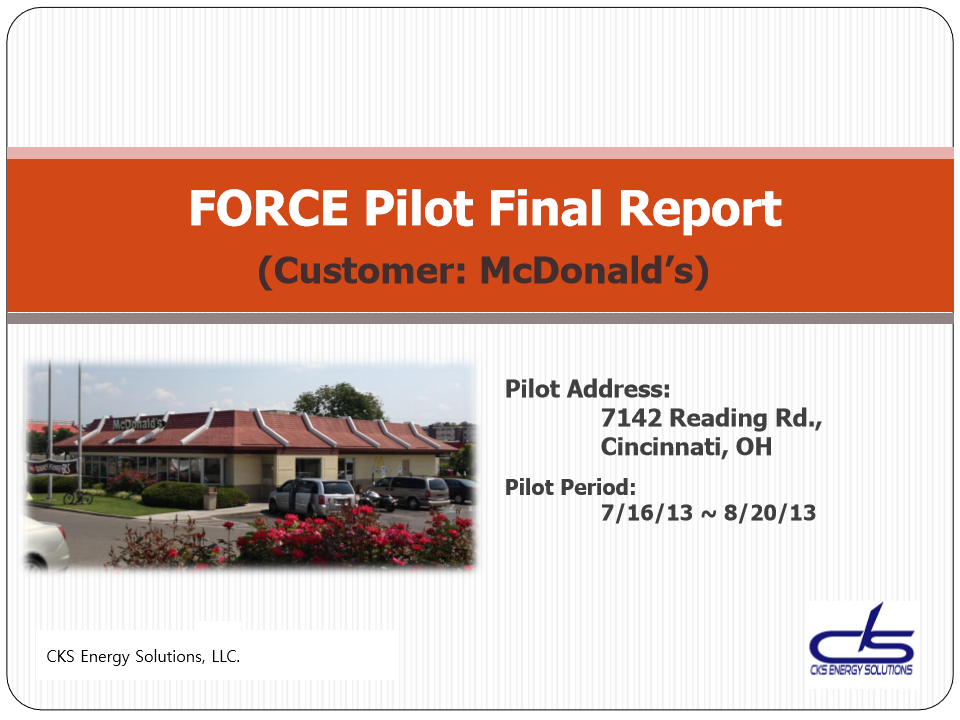 FORCE Pilot Final Report
(Customer: McDonald’s)
McDonald's
Pilot Address:
7142 Reading Rd.,
Cincinnati, OH
Pilot Period:
7/16/13 ~ 8/20/13
CKS Energy Solutions, LLC.
CKS
CKS ENERGY SOLUTIONS